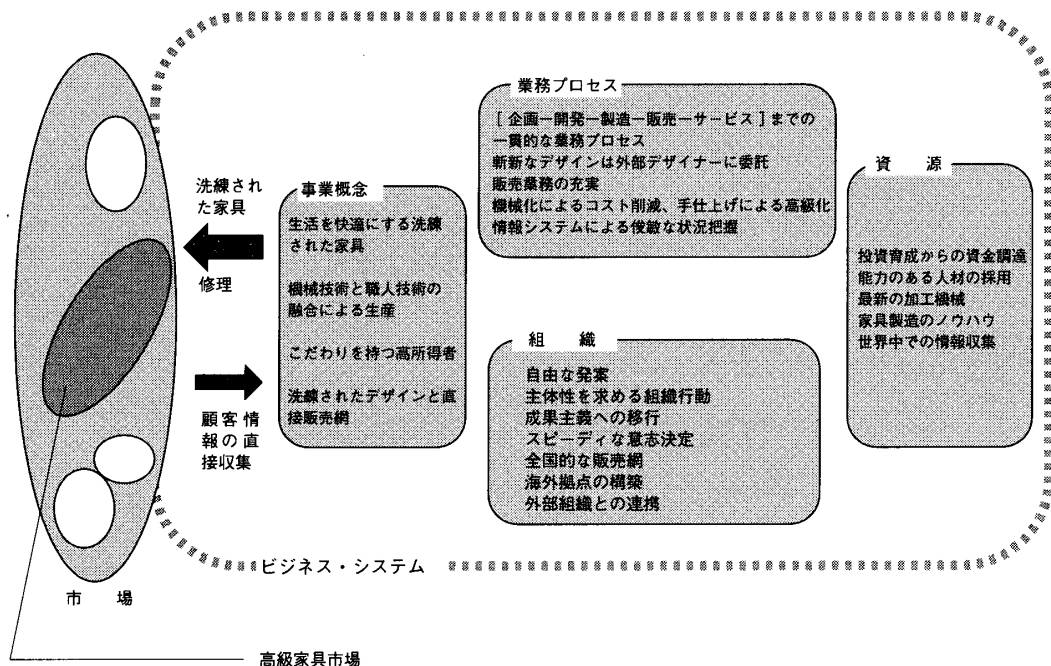 業務プロセス
[企画ー開発ー製造ー販売ーサービス]までの
一貫的な業務プロセス
斬新なデザインは外部デザイナーに委託
販売業務の充実
機械化によるコスト削減、手仕上げによる高級化
情報システムによる俊敏な状況把握
資 源
投資育成からの資金調達
能力のある人材の採用
最新の加工機械
家具製造のノウハウ
世界中での情報収集
洗練され
た家具
修理
顧客情
報の直
接収集
事業概念
生活を快適にする洗練
された家具
機械技術と職人技術の
融合による生産
こだわりを持つ高所得者
洗練されたデザインと直
接販売網
組 織
自由な発案
主体性を求める組織行動
成果主義への移行
スピーディな意志決定
全国的な販売網
海外拠点の構築
外部組織との連携
ビジネス・システム
市 場
高級家具市場